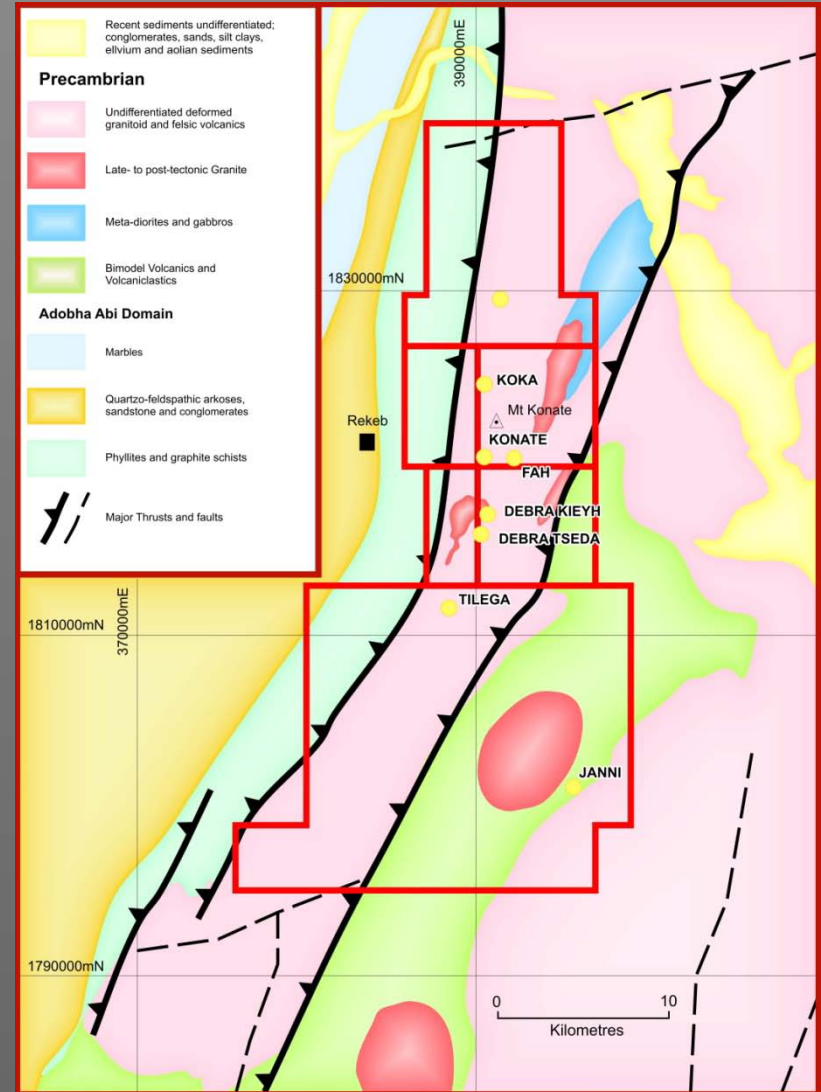 Recent sediments undifferentiated;
conglomerates, sands, silt clays,
ellvium and aolian sediments
Precambrian
Undifferentiated deformed
granitoid and felsic volcanics
Late- to post-tectonic Granite
Meta-diorites and gabbros
Bimodel Volcanics and
Volcaniclastics
Adobha Abi Domain
Marbles
Quartzo-feldspathic arkoses,
sandstone and conglomerates
Phyllites and graphite schists
Major Thrusts and faults
390000mE
1830000mN
KOKA
Mt Konate
Rekeb
KONATE
FAH
DEBRA KIEYH
DEBRA TSEDA
TILEGA
1810000mN
370000mE
JANNI
1790000mN
0 10
Kilometres